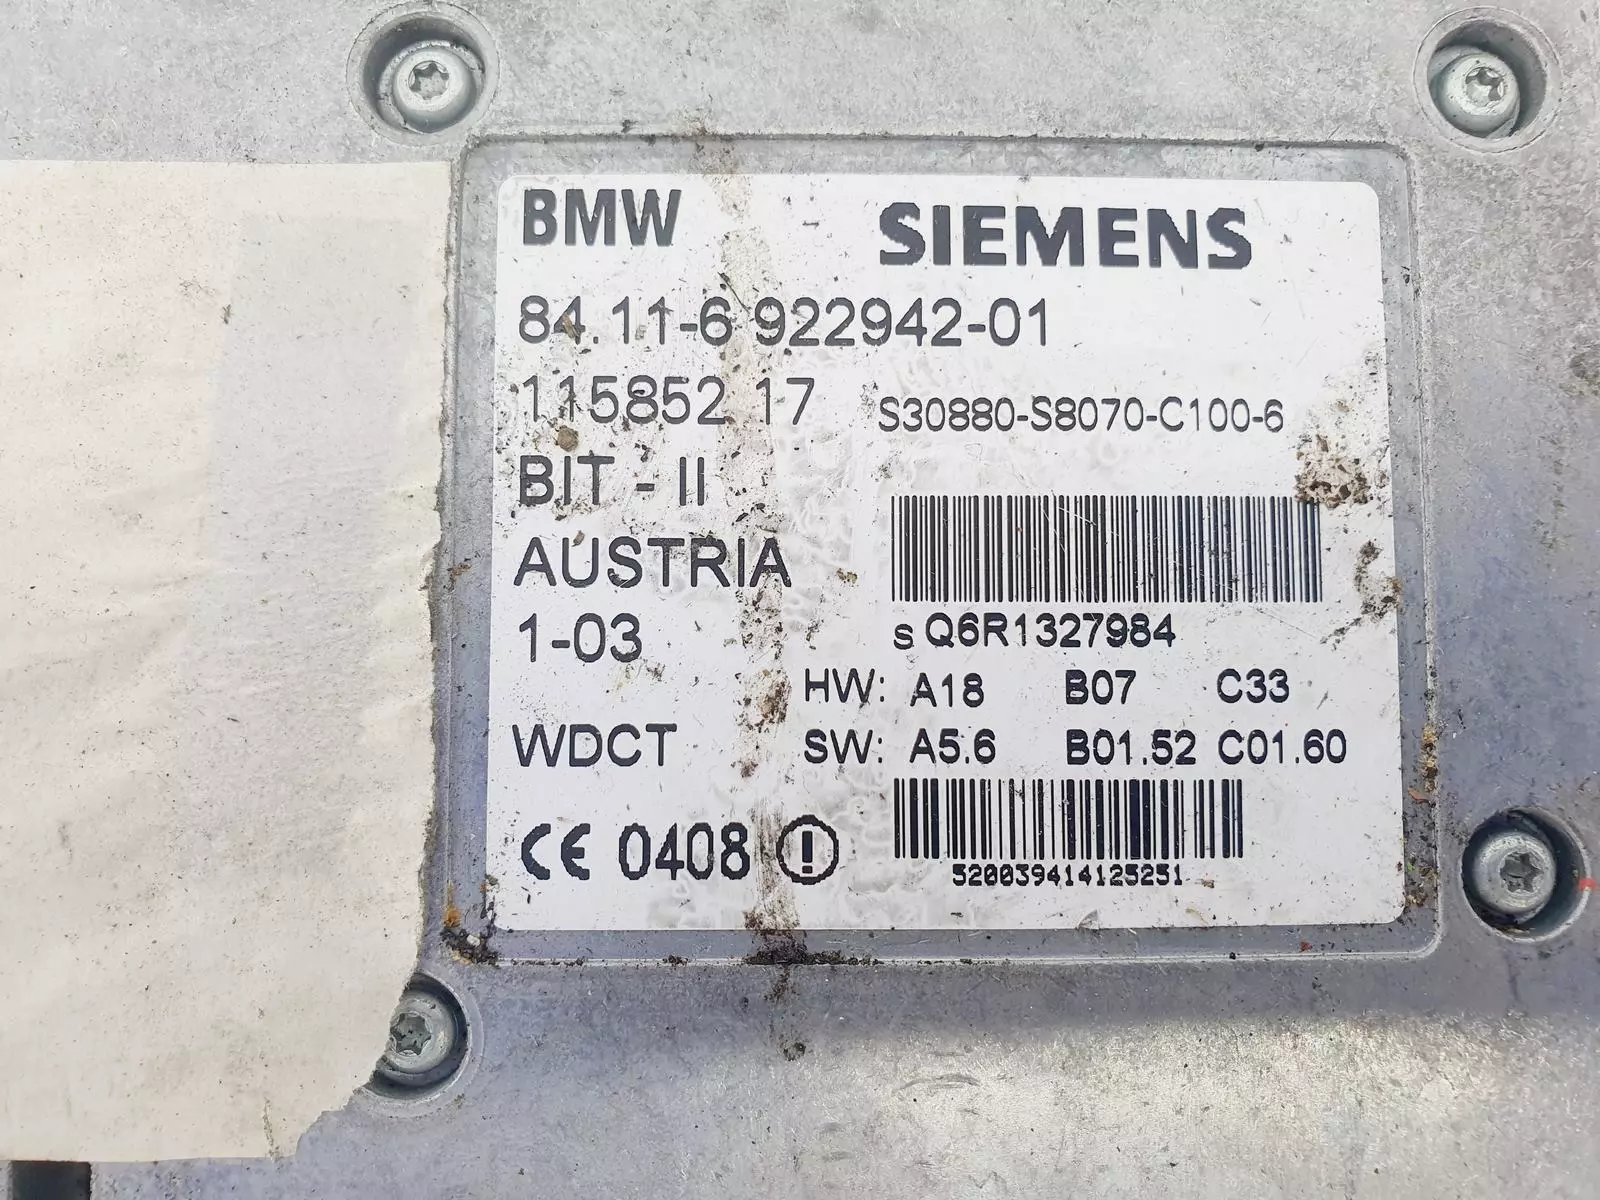 BMW
SIEMENS
84.11-6 922942-01
115852 17
S30880-S8070-C100-6
BIT - II
AUSTRIA
1-03
S Q6R1327984
HW: A18 B07 C33
WDCT
SW: A5.6 B01.52 C01.60
CE 0408
520039414125251